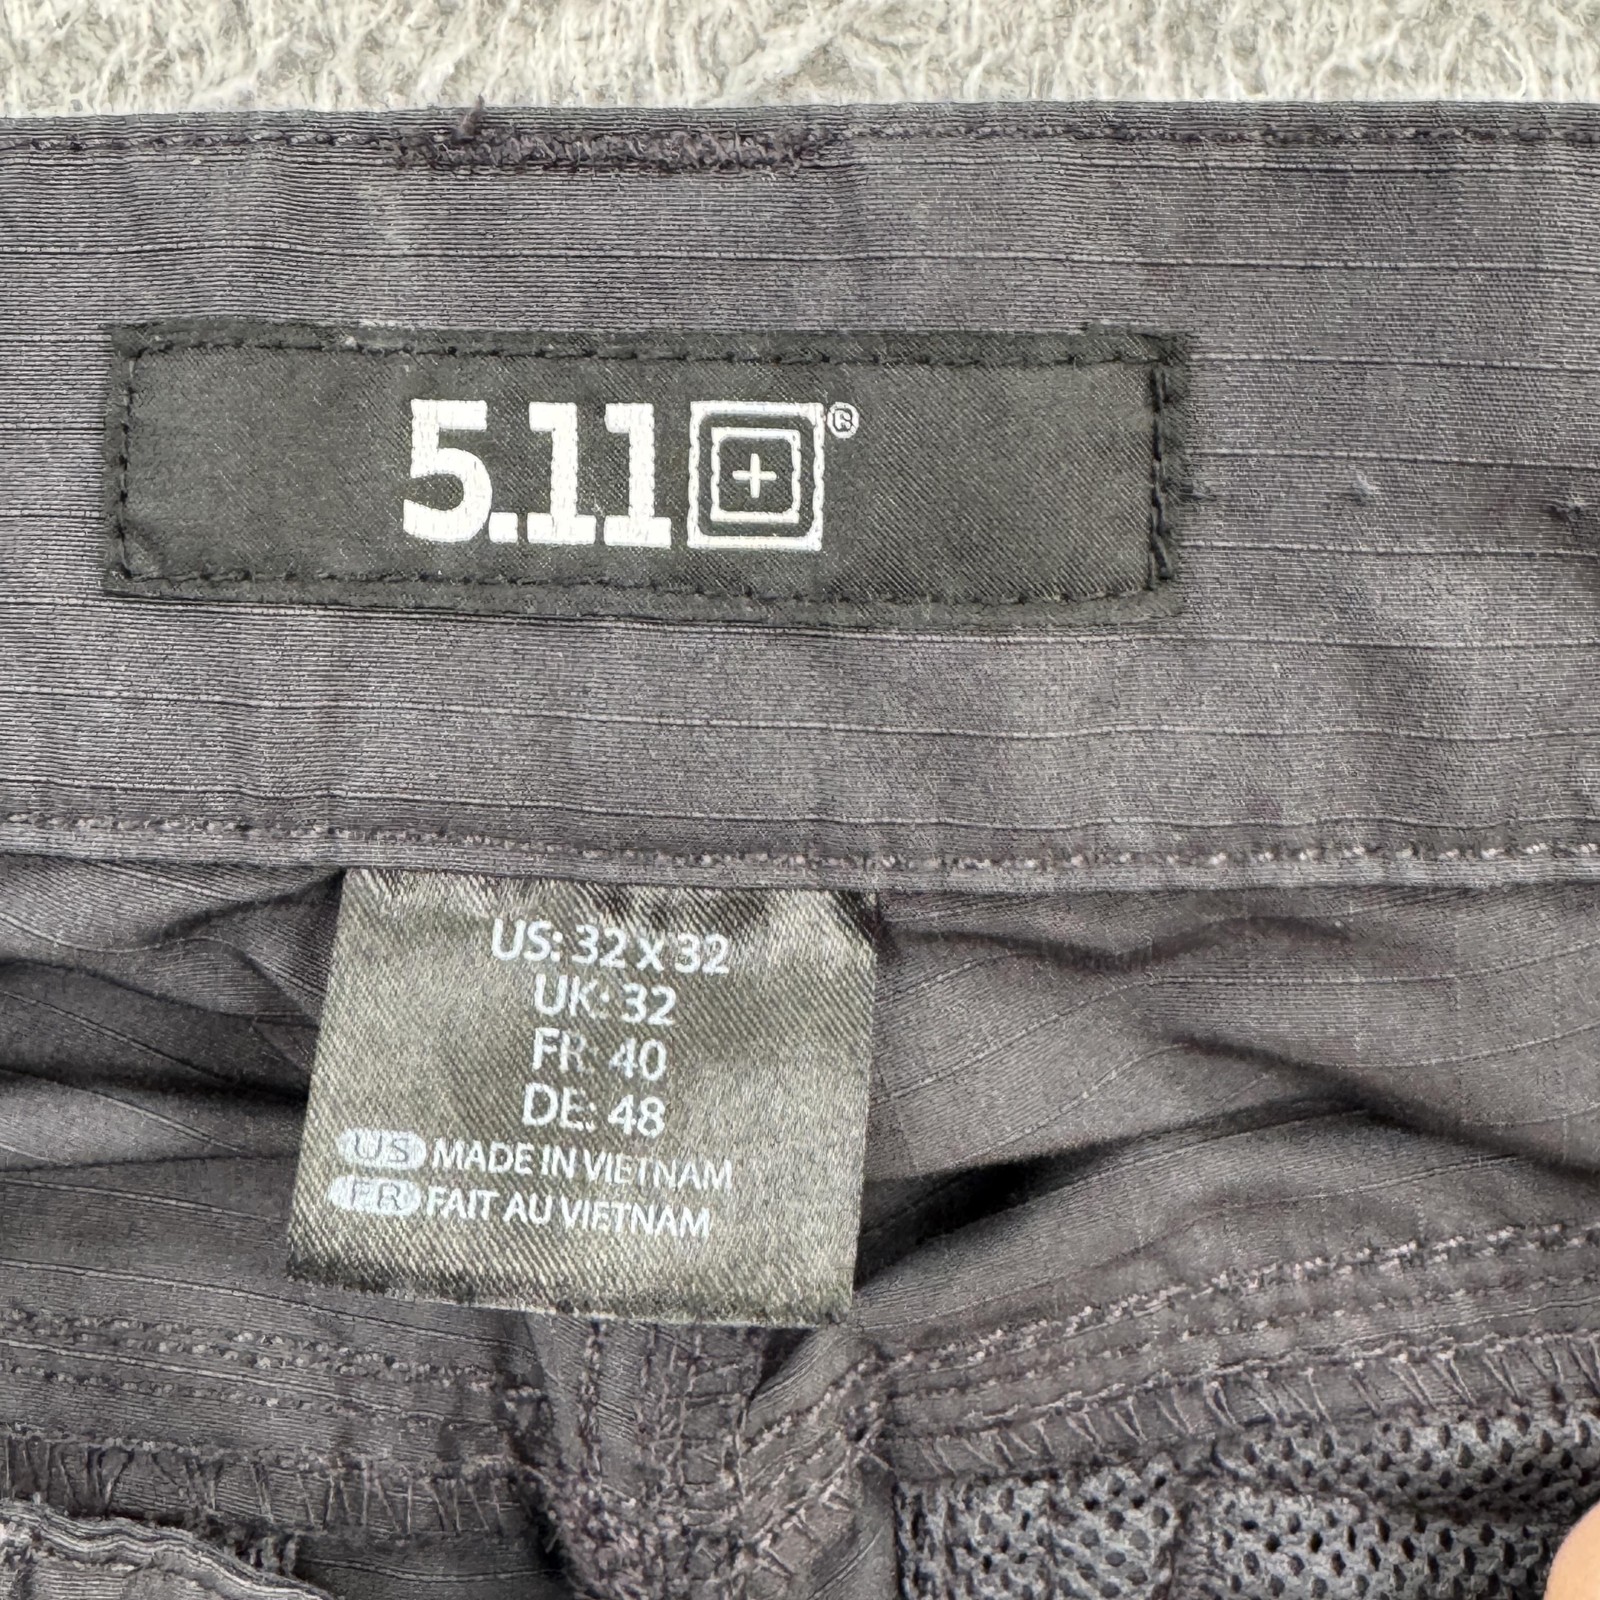 5.11®
US: 32 X 32
UK: 32
FR: 40
DE: 48
US MADE IN VIETNAM
FR FAIT AU VIETNAM